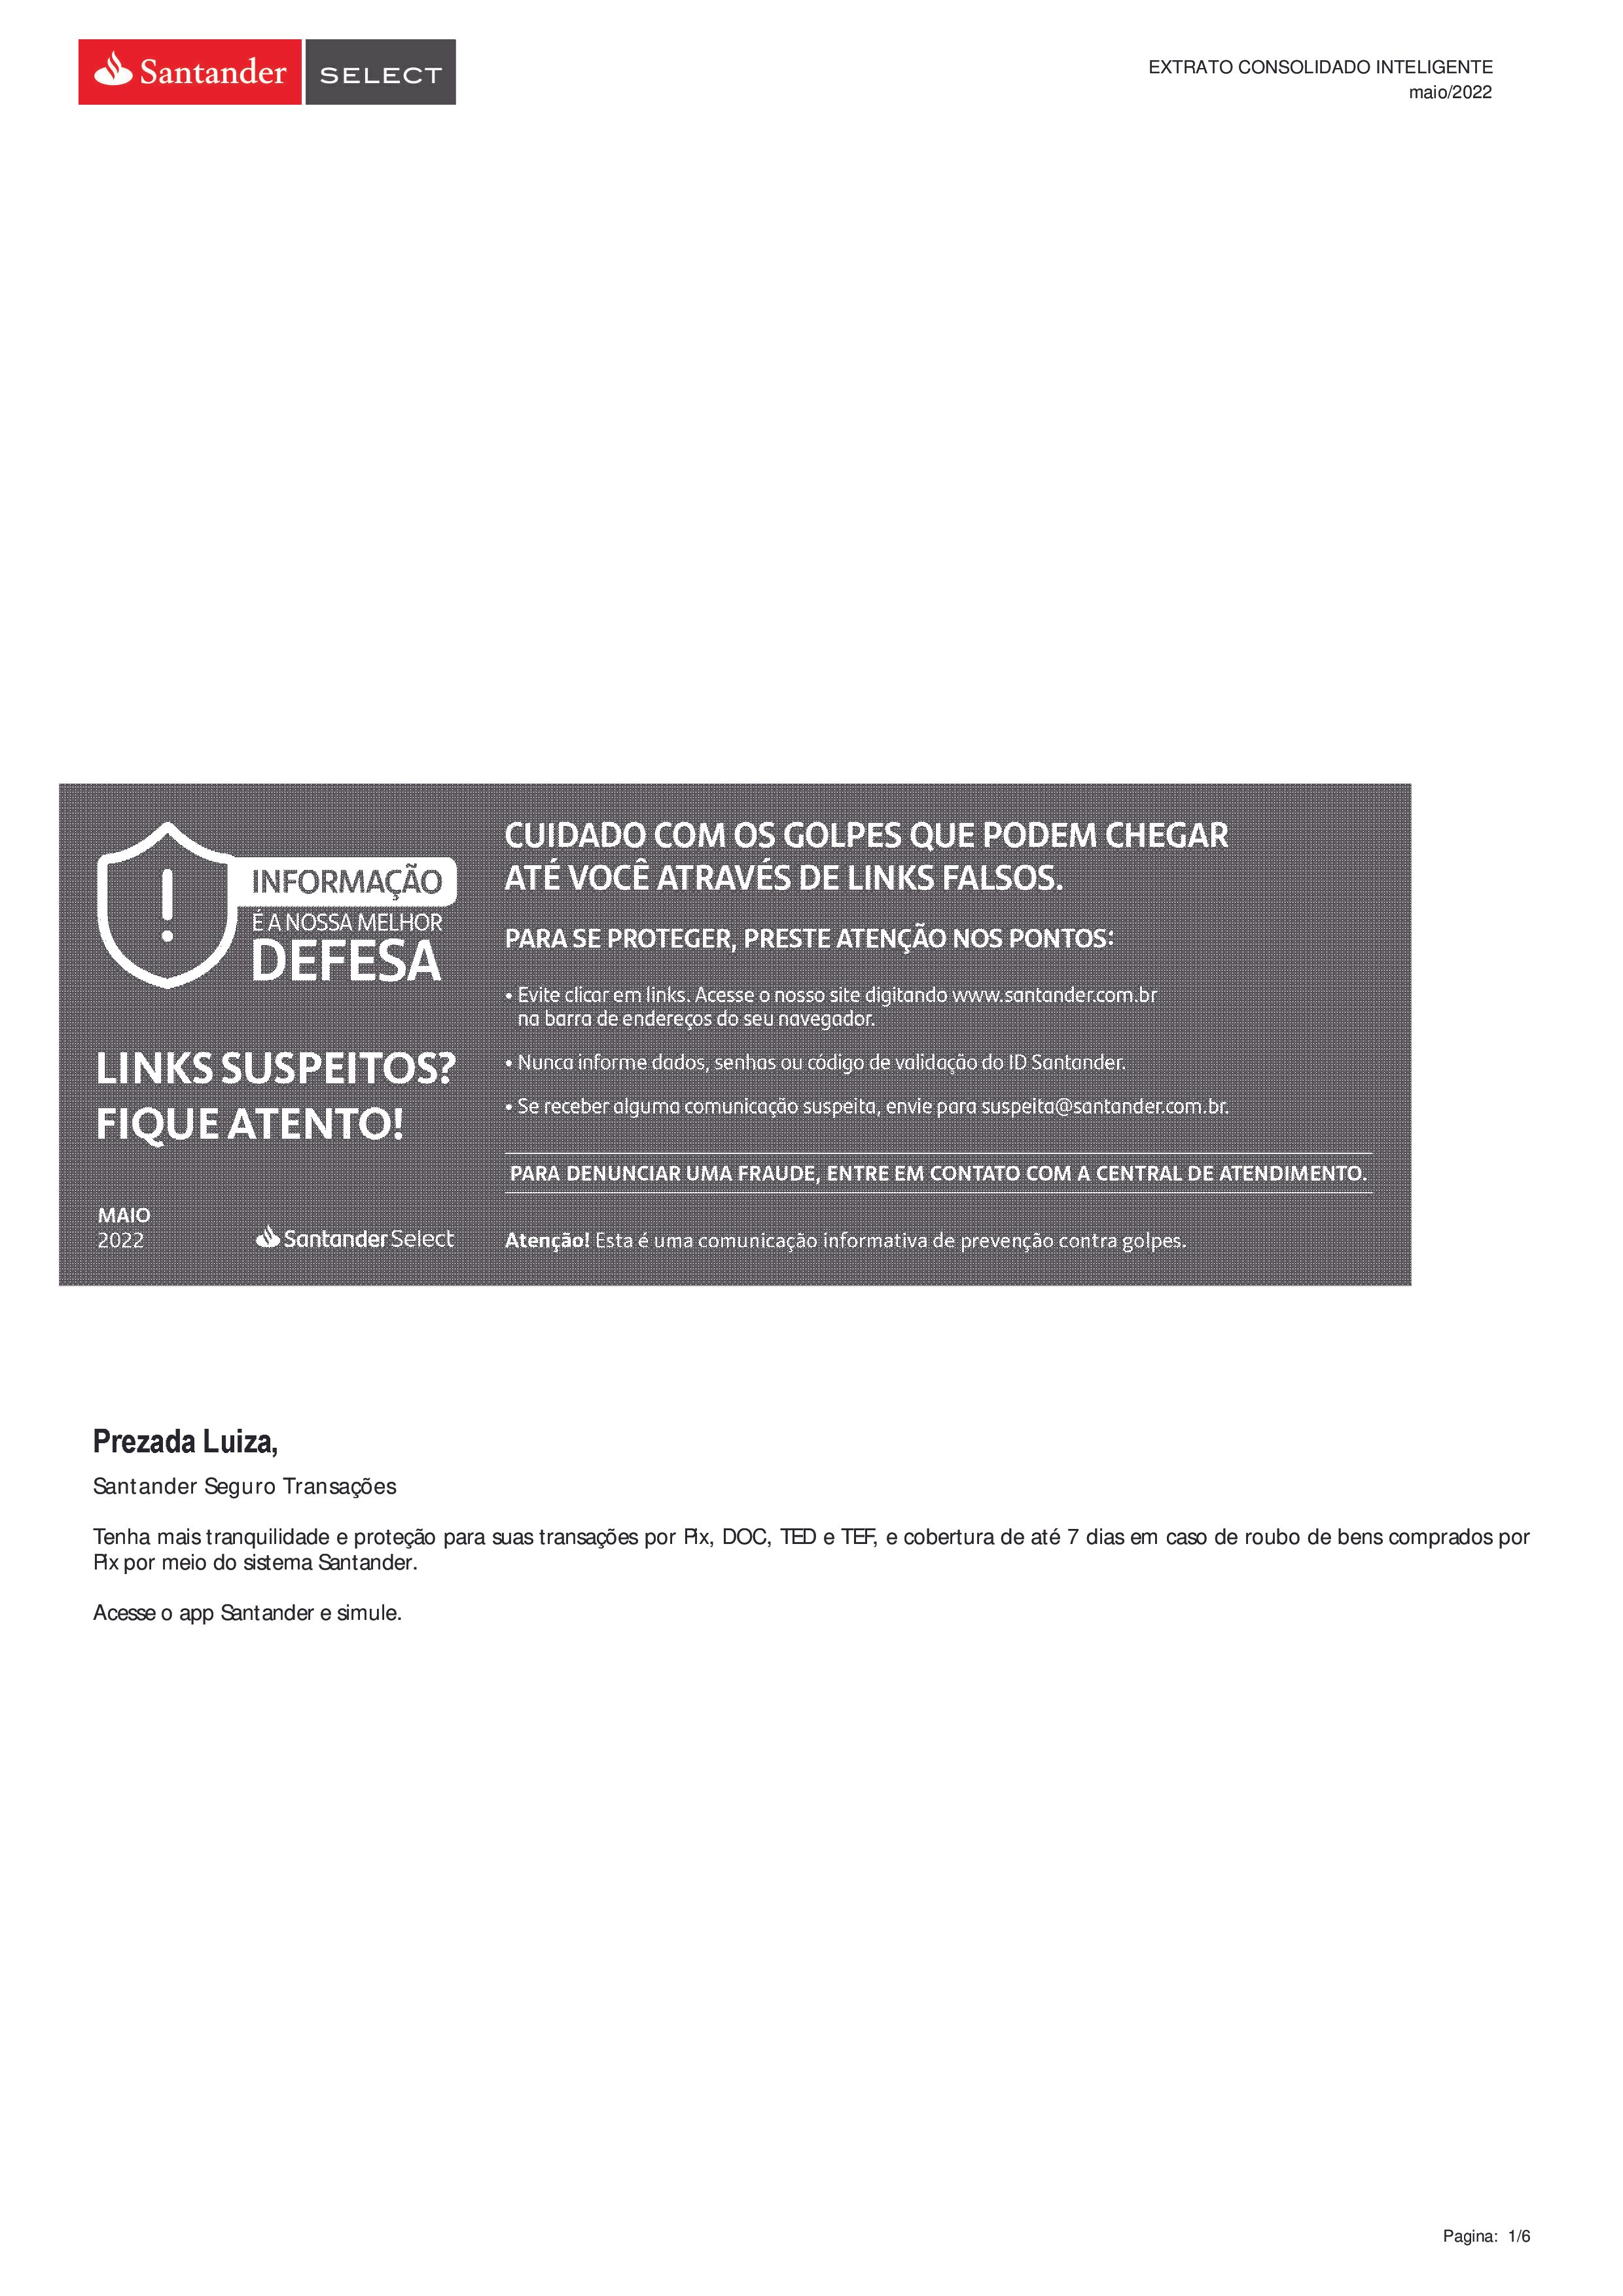 Santander SELECT
EXTRATO CONSOLIDADO INTELIGENTE
maio/2022
INFORMAÇÃO
É A NOSSA MELHOR
DEFESA
LINKS SUSPEITOS?
FIQUE ATENTO!
MAIO
2022
Santander Select
CUIDADO COM OS GOLPES QUE PODEM CHEGAR
ATÉ VOCÊ ATRAVÉS DE LINKS FALSOS.
PARA SE PROTEGER, PRESTE ATENÇÃO NOS PONTOS:
• Evite clicar em links. Acesse o nosso site digitando www.santander.com.br
na barra de endereços do seu navegador.
• Nunca informe dados, senhas ou código de validação do ID Santander.
• Se receber alguma comunicação suspeita, envie para suspeita@santander.com.br.
PARA DENUNCIAR UMA FRAUDE, ENTRE EM CONTATO COM A CENTRAL DE ATENDIMENTO.
Atenção! Esta é uma comunicação informativa de prevenção contra golpes.
Prezada Luiza,
Santander Seguro Transações
Tenha mais tranquilidade e proteção para suas transações por Pix, DOC, TED e TEF, e cobertura de até 7 dias em caso de roubo de bens comprados por
Pix por meio do sistema Santander.
Acesse o app Santander e simule.
Pagina: 1/6